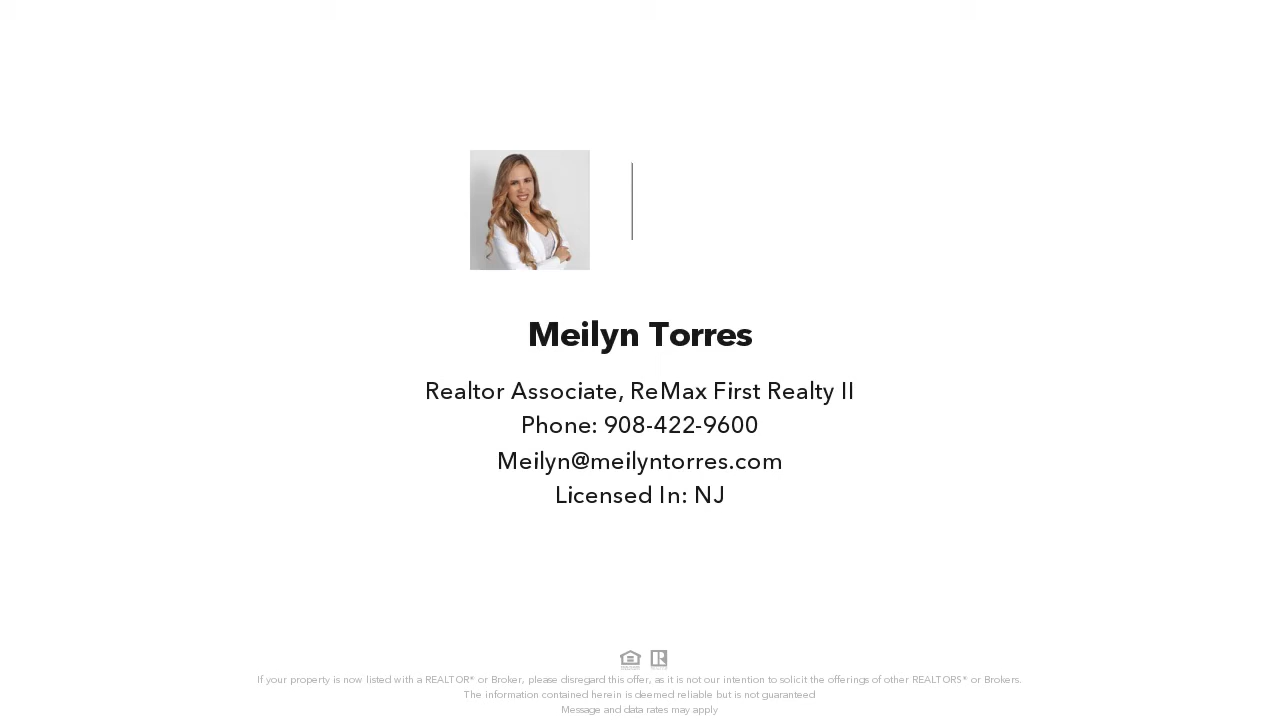 Meilyn Torres
Realtor Associate, ReMax First Realty II
Phone: 908-422-9600
Meilyn@meilyntorres.com
Licensed In: NJ
If your property is now listed with a REALTOR® or Broker, please disregard this offer, as it is not our intention to solicit the offerings of other REALTORS® or Brokers.
The information contained herein is deemed reliable but is not guaranteed
Message and data rates may apply